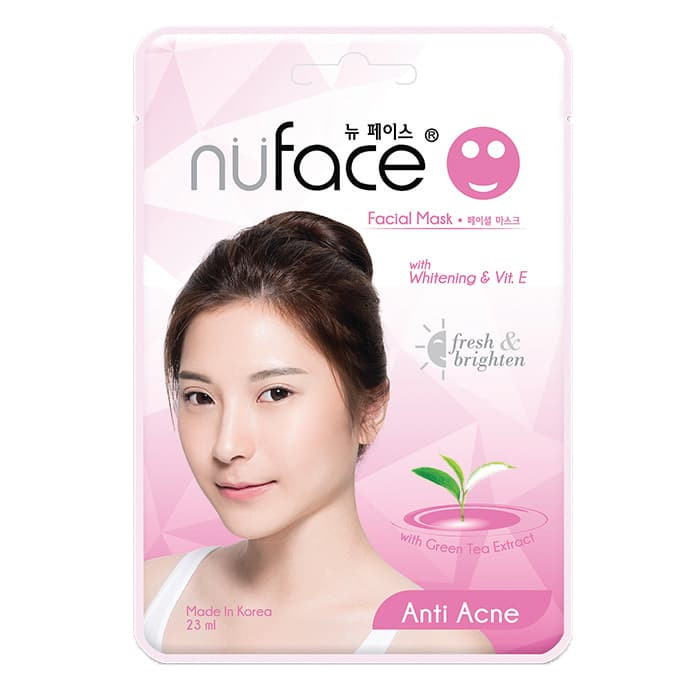 뉴 페이스
nüface ®
Facial Mask • 페이셜 마스크
with
Whitening & Vit. E
fresh &
brighten
with Green Tea Extract
Made In Korea
23 ml
Anti Acne